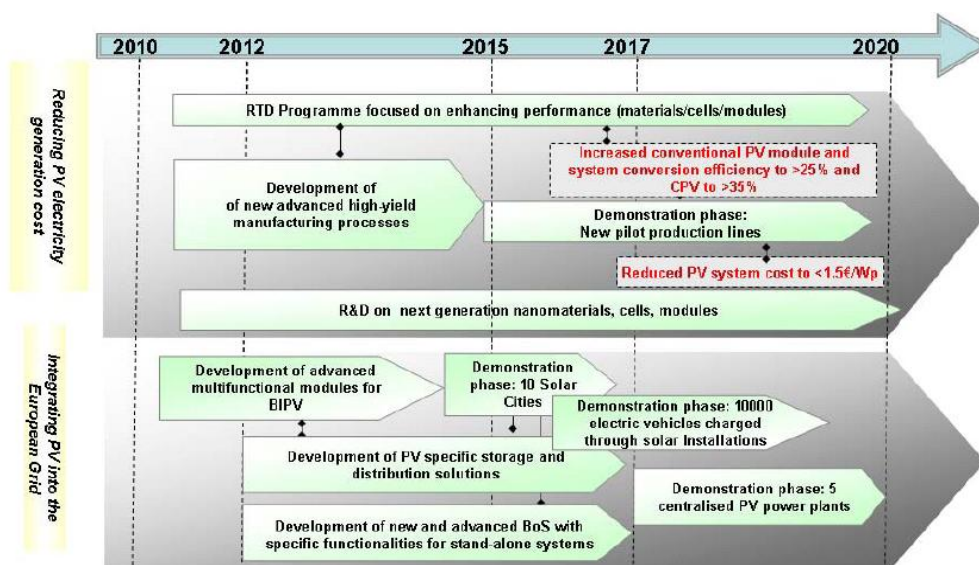 2010
2012
2015
2017
2020
Reducing PV electricity
generation cost
RTD Programme focused on enhancing performance (materials/cells/modules)
Increased conventional PV module and
system conversion efficiency to >25% and
CPV to >35%
Development of
of new advanced high-yield
manufacturing processes
Demonstration phase:
New pilot production lines
Reduced PV system cost to <1.5€/Wp
R&D on next generation nanomaterials, cells, modules
Integrating PV into the
European Grid
Development of advanced
multifunctional modules for
BIPV
Demonstration
phase: 10 Solar
Cities
Demonstration phase: 10000
electric vehicles charged
through solar Installations
Development of PV specific storage and
distribution solutions
Demonstration phase: 5
centralised PV power plants
Development of new and advanced BoS with
specific functionalities for stand-alone systems